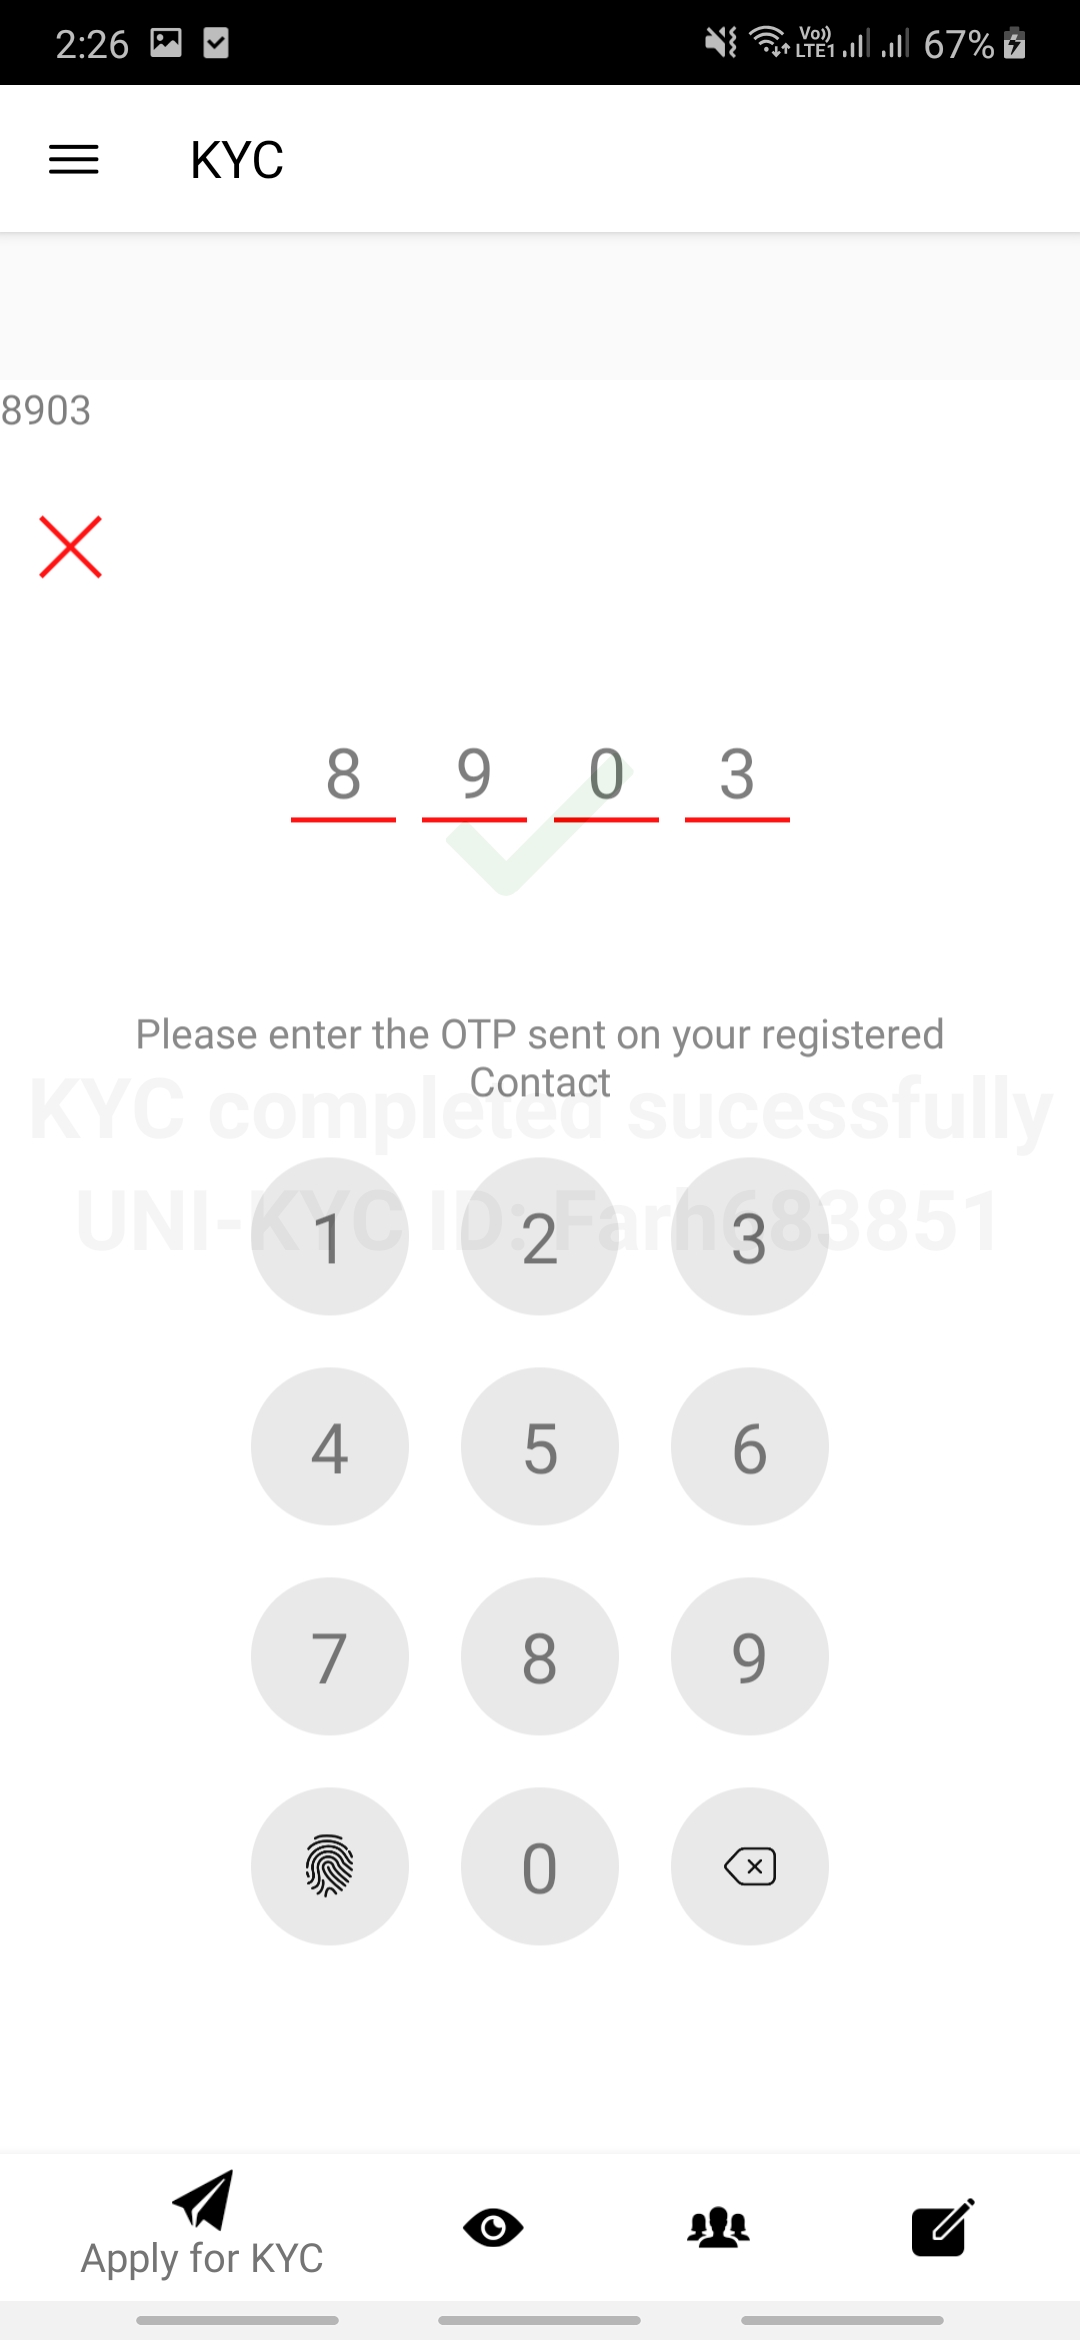 2:26 Vo)) LTE1 67%
KYC
8903
8 9 0 3
Please enter the OTP sent on your registered
Contact
KYC completed sucessfully
UNI-KYC ID: Farh683851
1 2 3
4 5 6
7 8 9
0
Apply for KYC